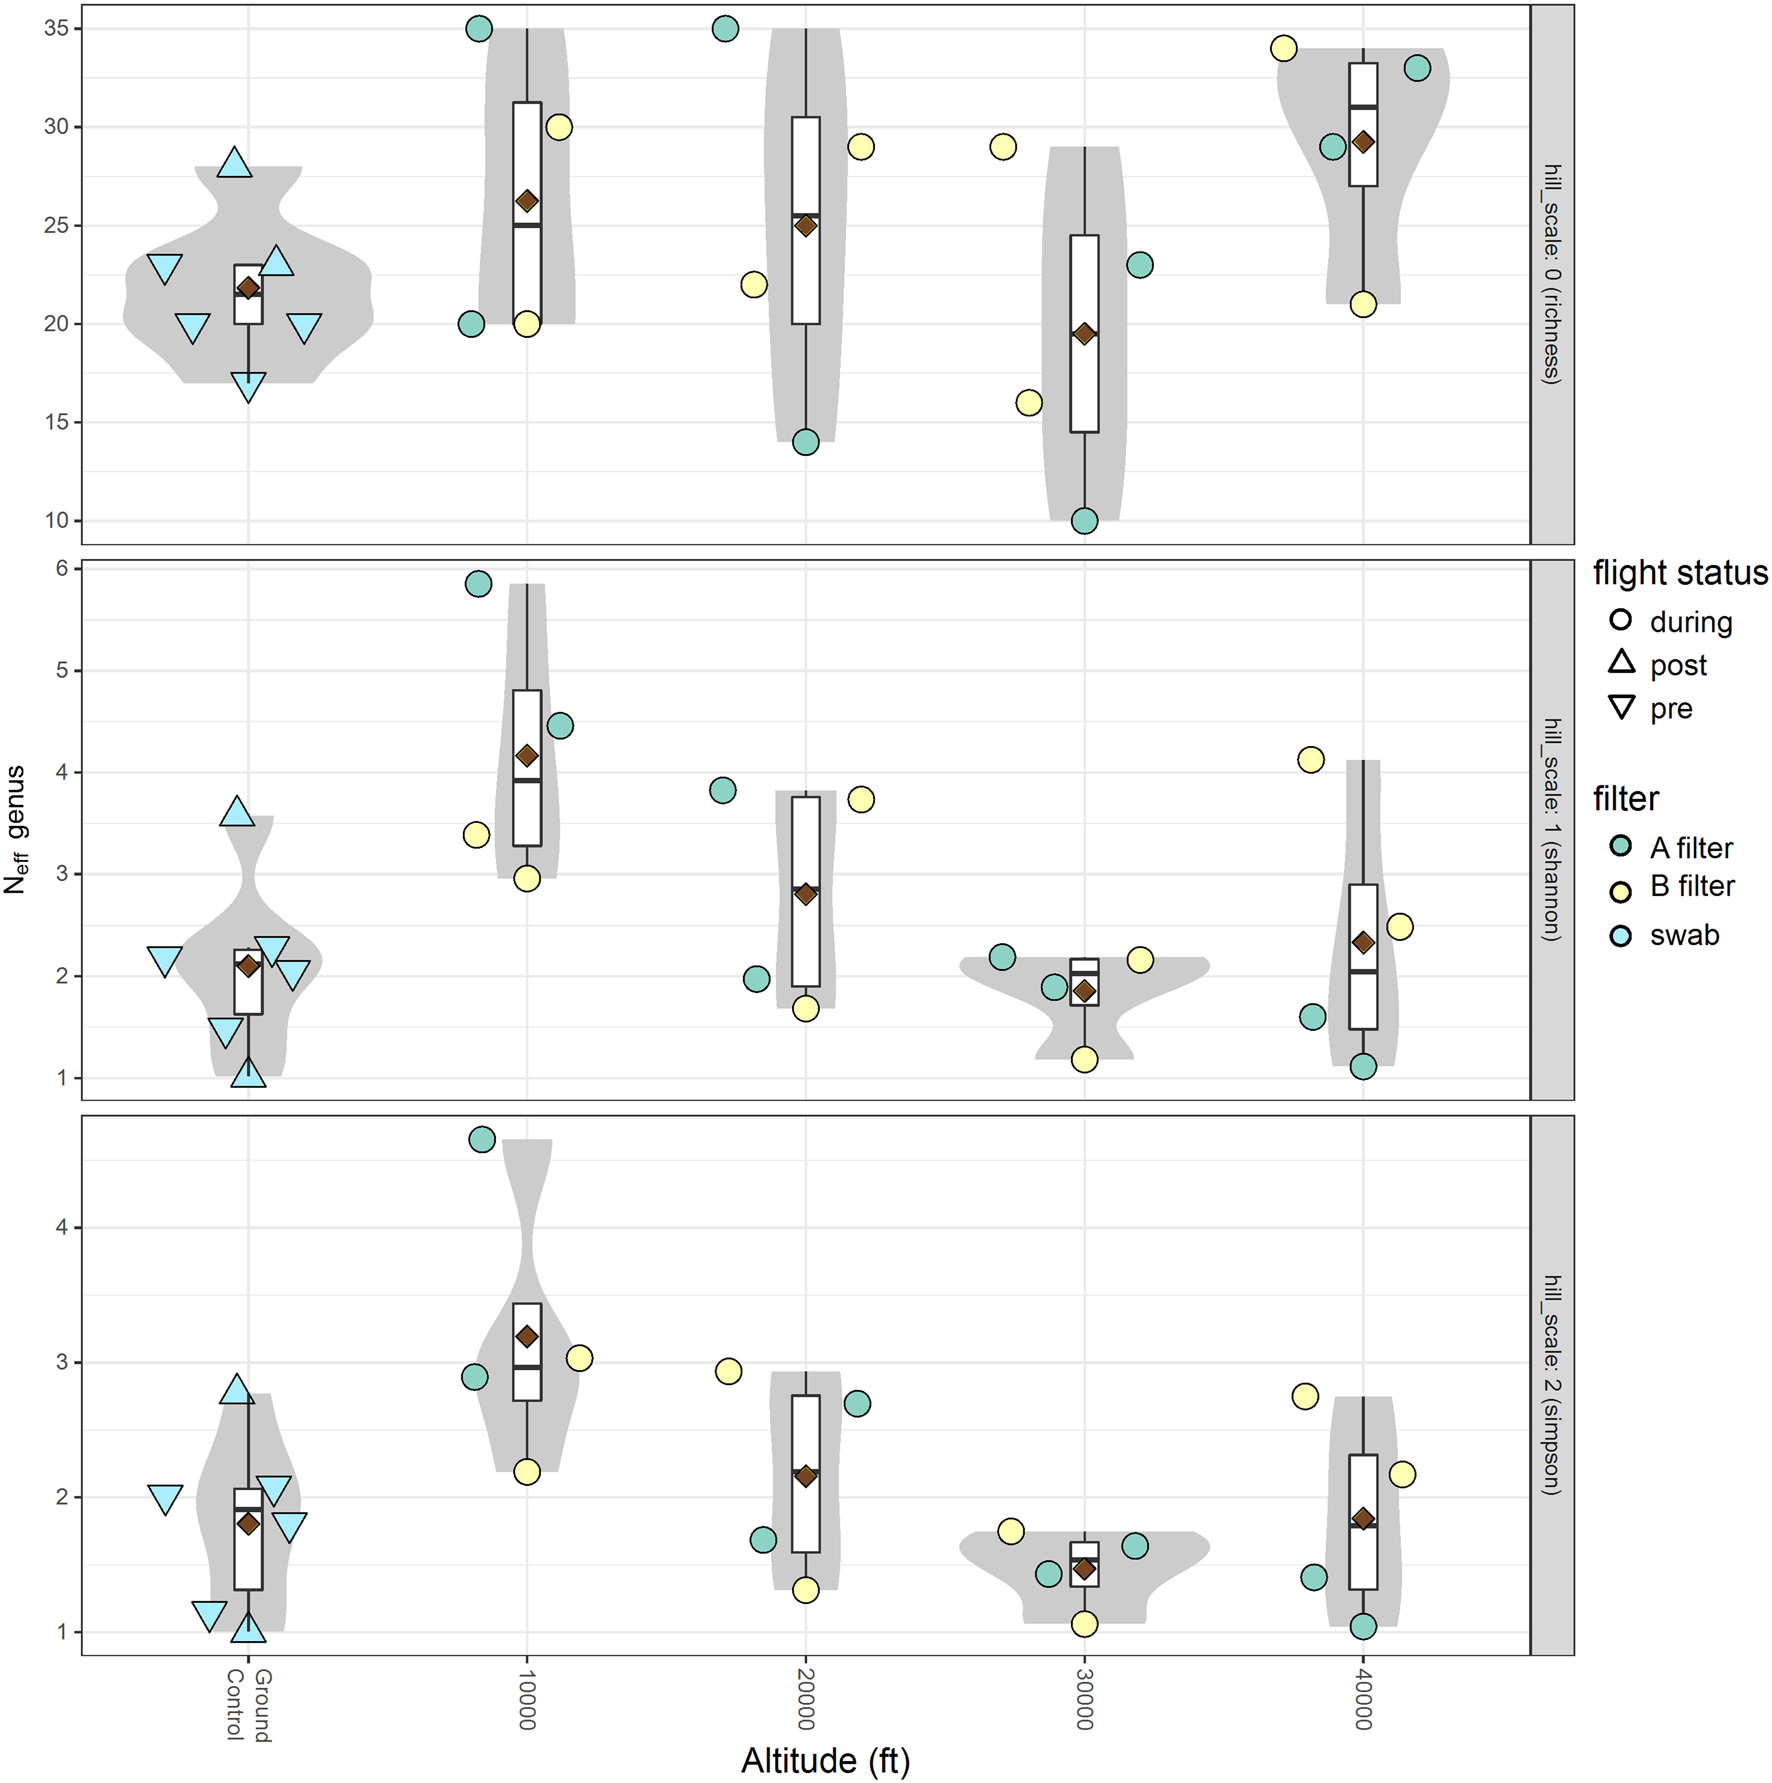 35
30
25
20
15
10
hill_scale: 0 (richness)
6
5
4
3
2
1
hill_scale: 1 (shannon)
4
3
2
1
hill_scale: 2 (simpson)
Neff genus
Ground
Control
10000
20000
30000
40000
Altitude (ft)
flight status
during
post
pre
filter
A filter
B filter
swab